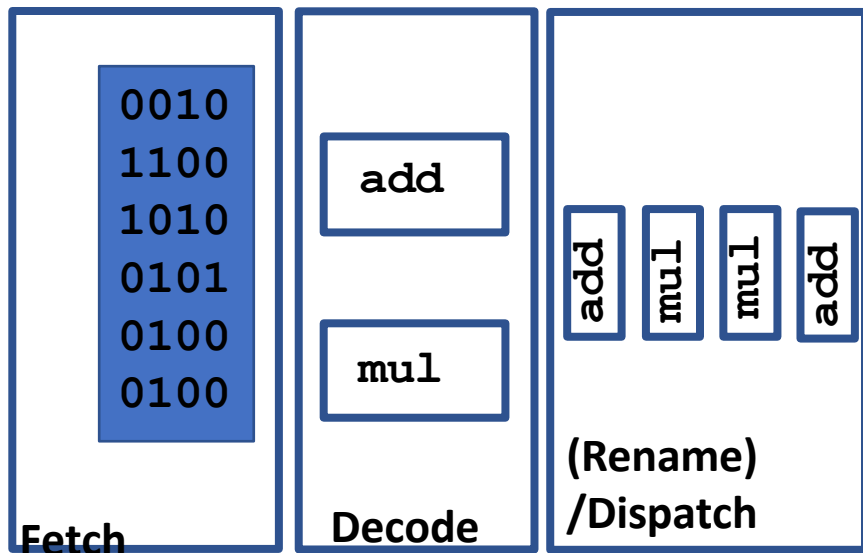 0010
1100
1010
0101
0100
0100
Fetch
add
mul
Decode
add
mul
mul
add
(Rename)
/Dispatch